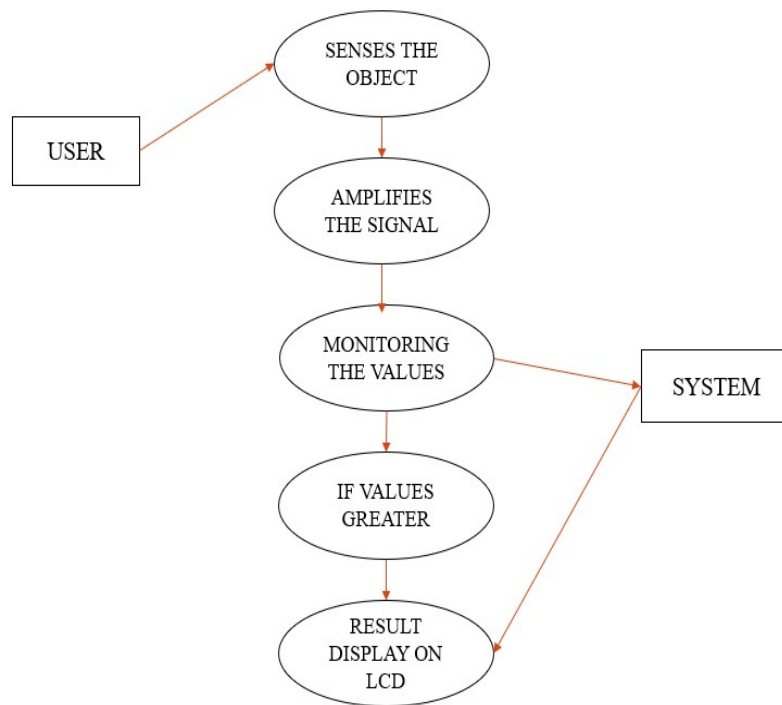 SENSES THE
OBJECT
USER
AMPLIFIES
THE SIGNAL
MONITORING
THE VALUES
SYSTEM
IF VALUES
GREATER
RESULT
DISPLAY ON
LCD